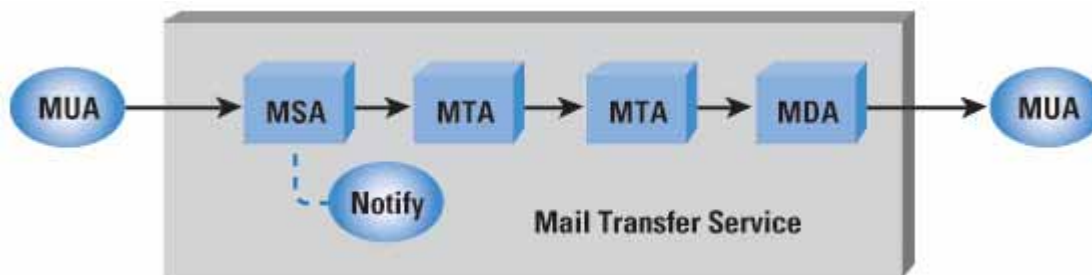 MUA
MSA
MTA
MTA
MDA
MUA
Notify
Mail Transfer Service